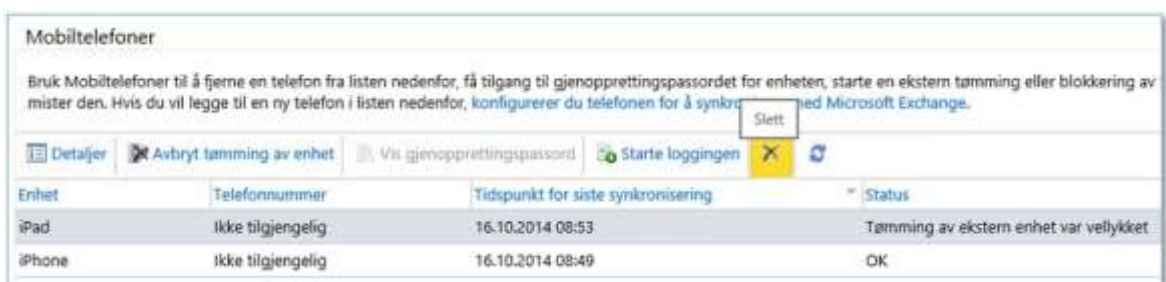 Mobiltelefoner
Bruk Mobiltelefoner til å fjerne en telefon fra listen nedenfor, få tilgang til gjenopprettingspassordet for enheten, starte en ekstern tømming eller blokkering av
mister den. Hvis du vil legge til en ny telefon i listen nedenfor, konfigurerer du telefonen for å synkro med Microsoft Exchange.
Slett
Detaljer Avbryt tømming av enhet Vis gjenopprettingspassord Starte loggingen
Enhet Telefonnummer Tidspunkt for siste synkronisering Status
iPad Ikke tilgjengelig 16.10.2014 08:53 Tømming av ekstern enhet var vellykket
iPhone Ikke tilgjengelig 16.10.2014 08:49 OK